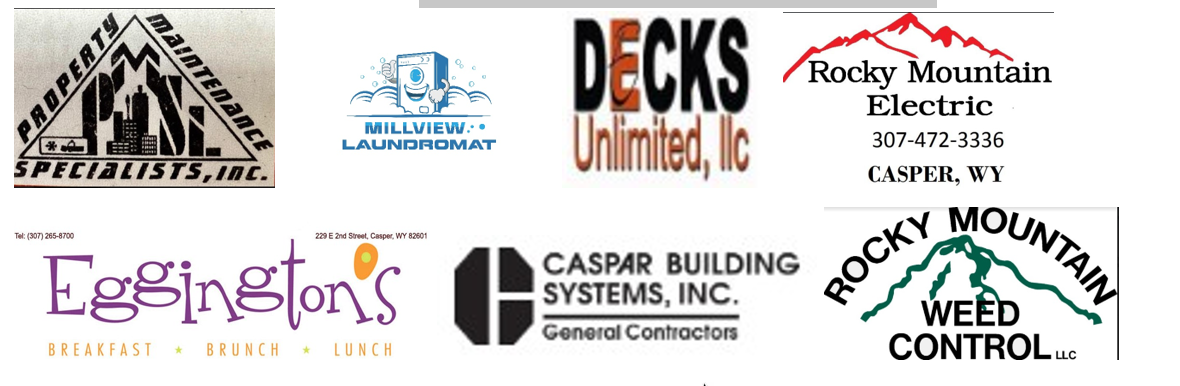 PROPERTY MAINTENANCE
PMSI
SPECIALISTS, INC.
MILLVIEW
LAUNDROMAT
DECKS
Unlimited, llc
Rocky Mountain
Electric
307-472-3336
CASPER, WY
Tel: (307) 265-8700
229 E 2nd Street, Casper, WY 82601
Eggington's
BREAKFAST ★ BRUNCH ★ LUNCH
CASPAR BUILDING
SYSTEMS, INC.
General Contractors
ROCKY MOUNTAIN
WEED
CONTROL LLC